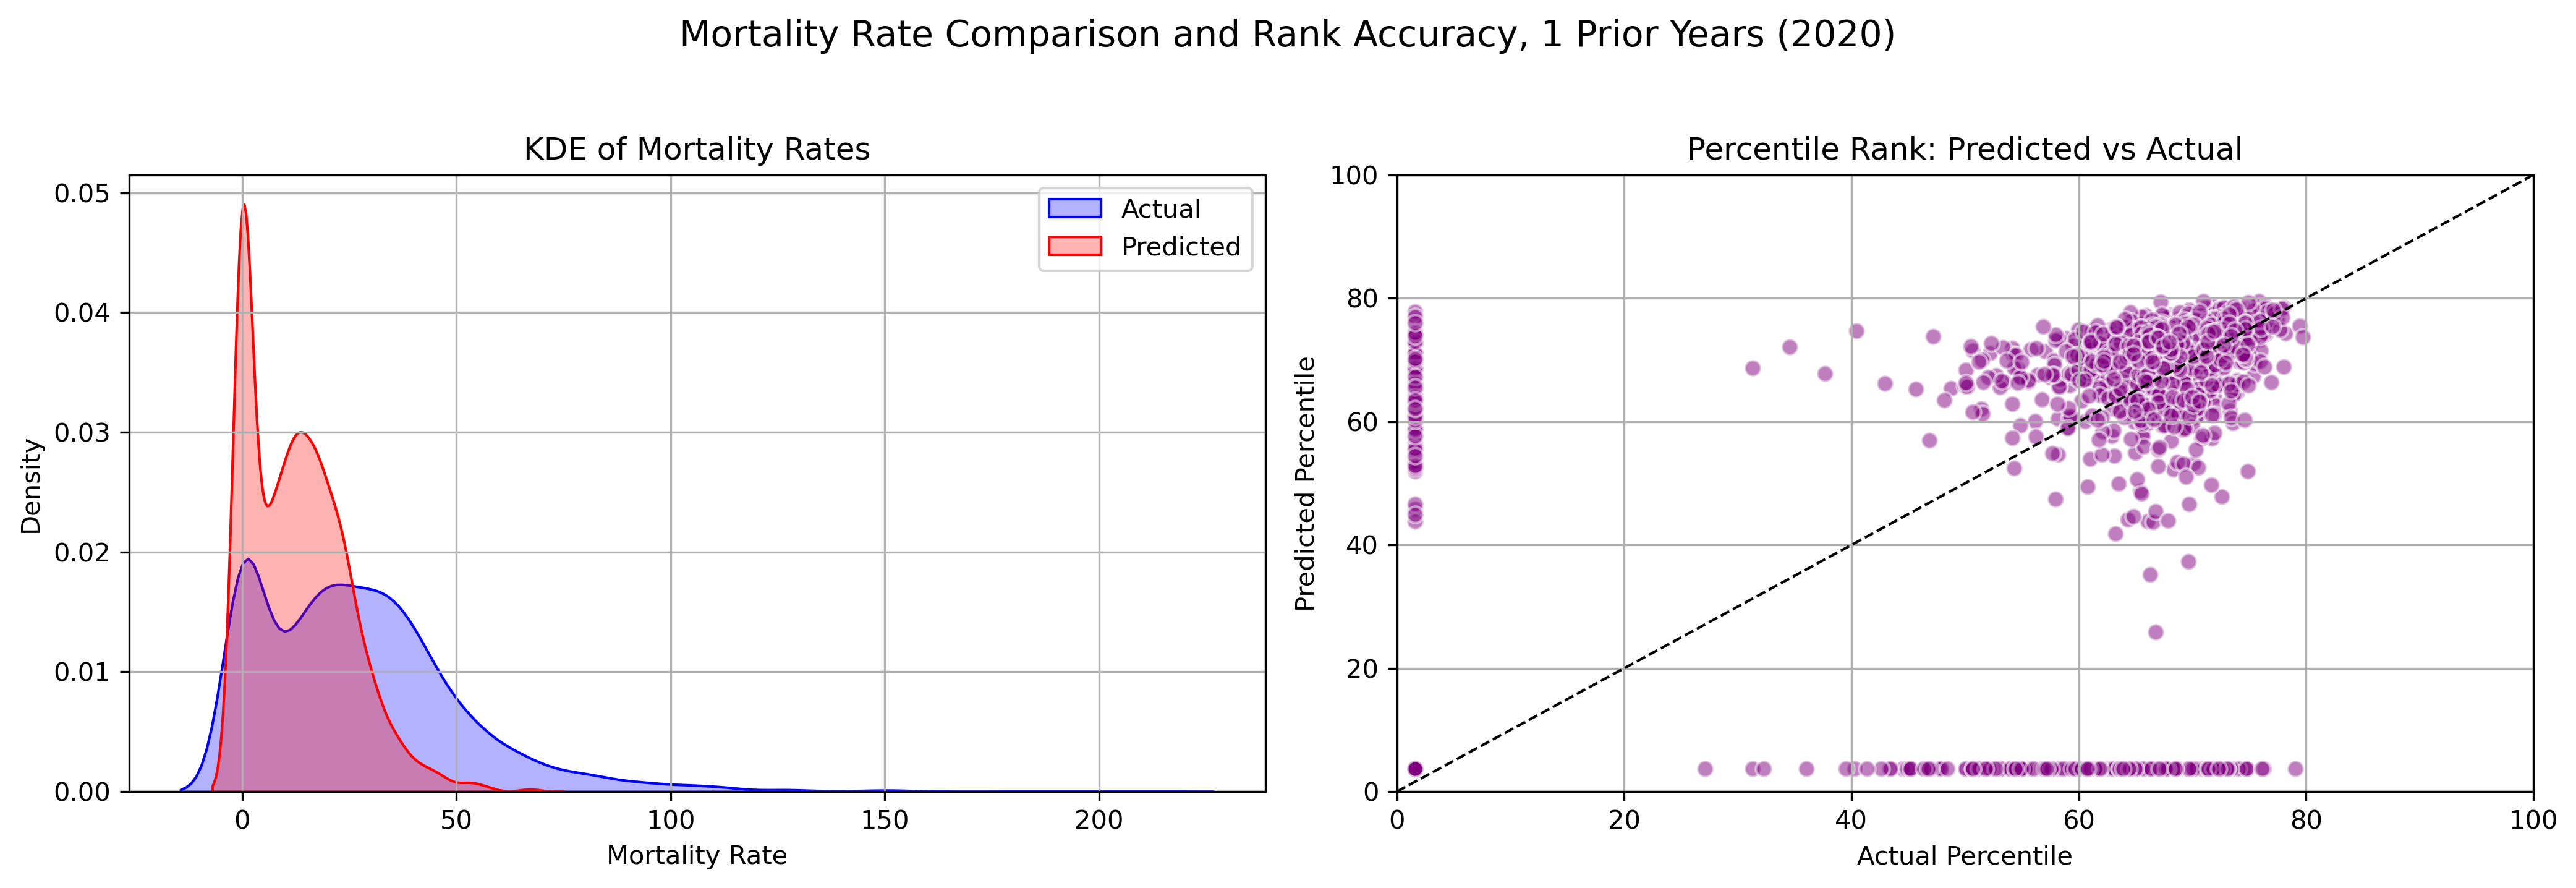 Mortality Rate Comparison and Rank Accuracy, 1 Prior Years (2020)
KDE of Mortality Rates
Density
0.05
0.04
0.03
0.02
0.01
0.00
Actual
Predicted
0 50 100 150 200
Mortality Rate
Percentile Rank: Predicted vs Actual
Predicted Percentile
100
80
60
40
20
0
0 20 40 60 80 100
Actual Percentile